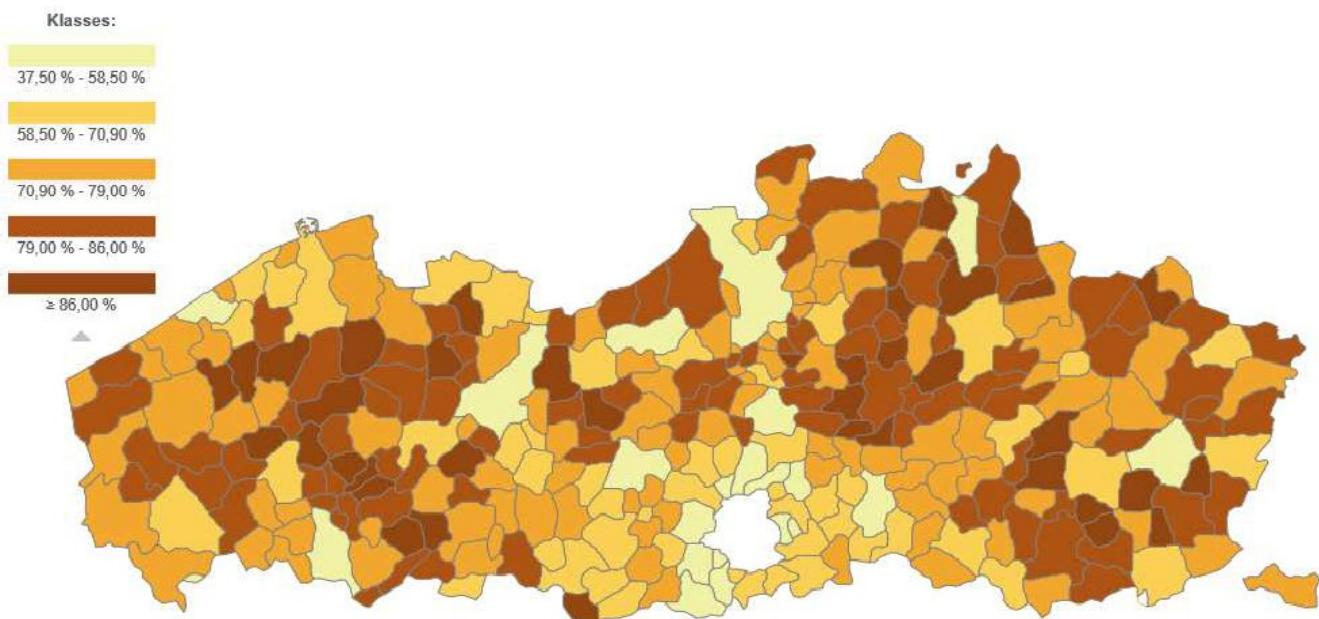 Klasses:
37,50 % - 58,50 %
58,50 % - 70,90 %
70,90 % - 79,00 %
79,00 % - 86,00 %
≥ 86,00 %